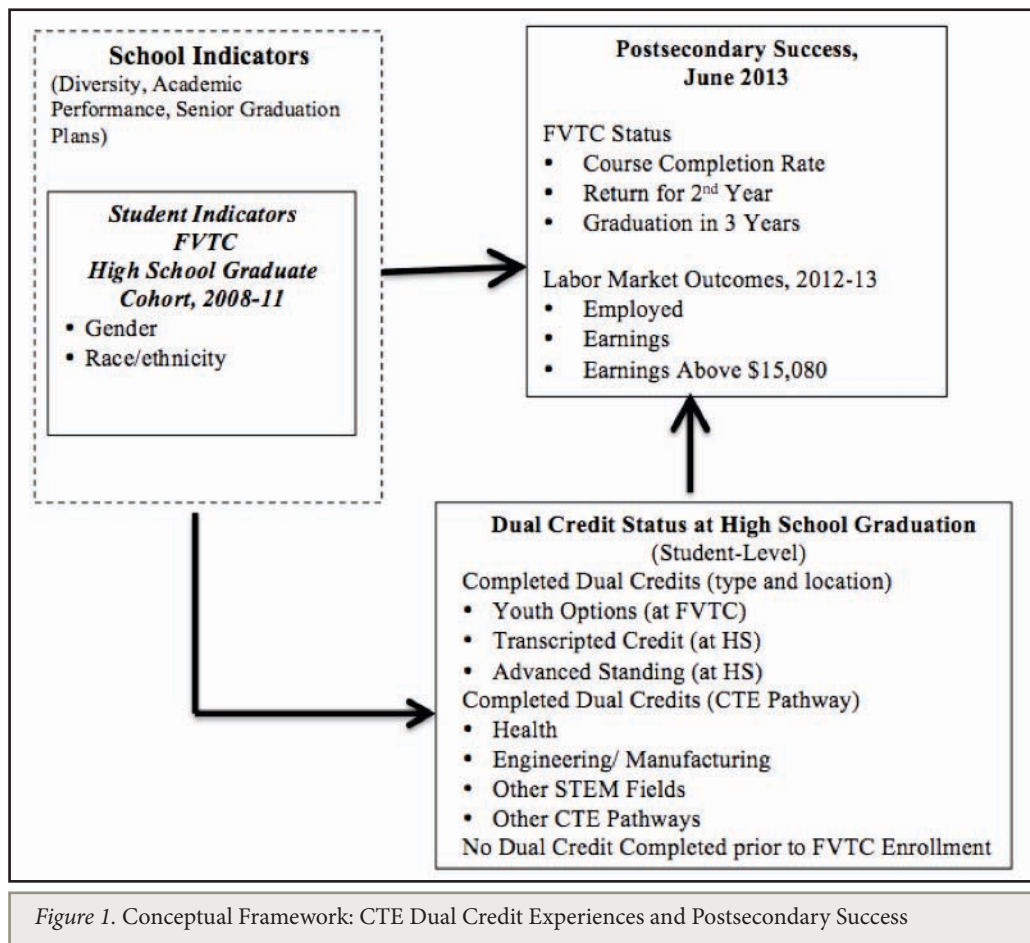 School Indicators
(Diversity, Academic
Performance, Senior Graduation
Plans)
Student Indicators
FVTC
High School Graduate
Cohort, 2008-11
• Gender
• Race/ethnicity
Postsecondary Success,
June 2013
FVTC Status
• Course Completion Rate
• Return for 2nd Year
• Graduation in 3 Years
Labor Market Outcomes, 2012-13
• Employed
• Earnings
• Earnings Above $15,080
Dual Credit Status at High School Graduation
(Student-Level)
Completed Dual Credits (type and location)
• Youth Options (at FVTC)
• Transcripted Credit (at HS)
• Advanced Standing (at HS)
Completed Dual Credits (CTE Pathway)
• Health
• Engineering/ Manufacturing
• Other STEM Fields
• Other CTE Pathways
No Dual Credit Completed prior to FVTC Enrollment
Figure 1. Conceptual Framework: CTE Dual Credit Experiences and Postsecondary Success